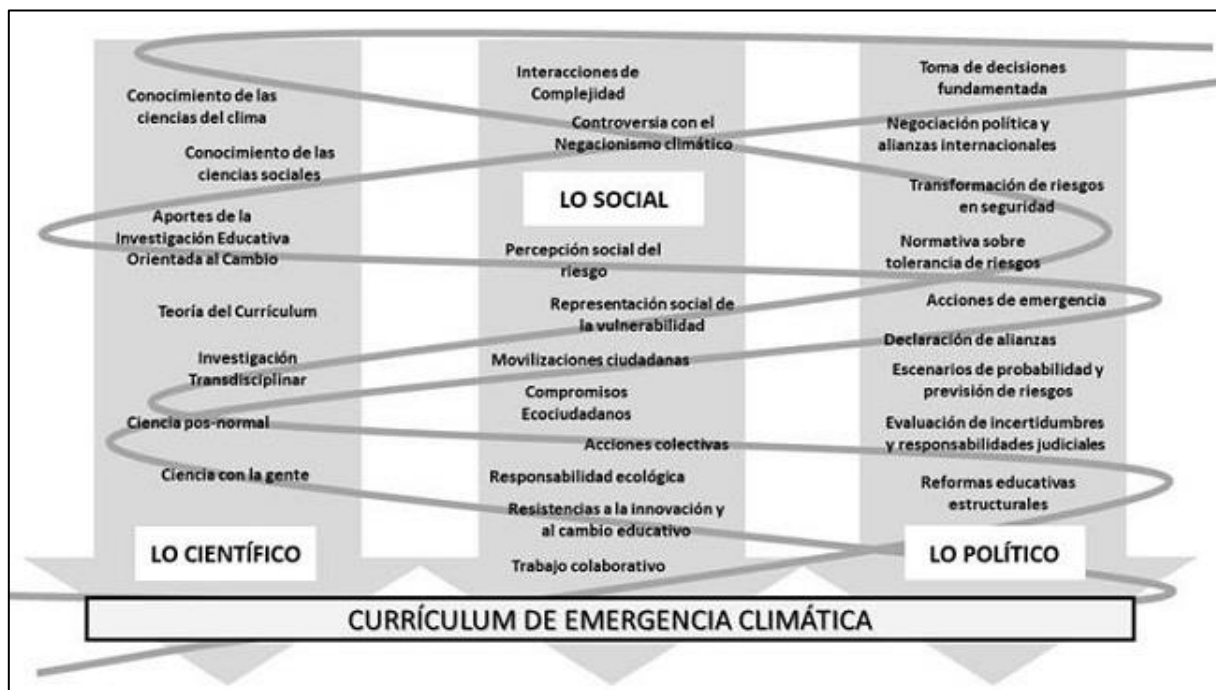 Conocimiento de las
ciencias del clima
Conocimiento de las
ciencias sociales
Aportes de la
Investigación Educativa
Orientada al Cambio
Teoría del Currículum
Investigación
Transdisciplinar
Ciencia pos-normal
Ciencia con la gente
LO CIENTÍFICO
Interacciones de
Complejidad
Controversia con el
Negacionismo climático
LO SOCIAL
Percepción social del
riesgo
Representación social de
la vulnerabilidad
Movilizaciones ciudadanas
Compromisos
Ecociudadanos
Acciones colectivas
Responsabilidad ecológica
Resistencias a la innovación y
al cambio educativo
Trabajo colaborativo
Toma de decisiones
fundamentada
Negociación política y
alianzas internacionales
Transformación de riesgos
en seguridad
Normativa sobre
tolerancia de riesgos
Acciones de emergencia
Declaración de alianzas
Escenarios de probabilidad y
previsión de riesgos
Evaluación de incertidumbres
y responsabilidades judiciales
Reformas educativas
estructurales
LO POLÍTICO
CURRÍCULUM DE EMERGENCIA CLIMÁTICA